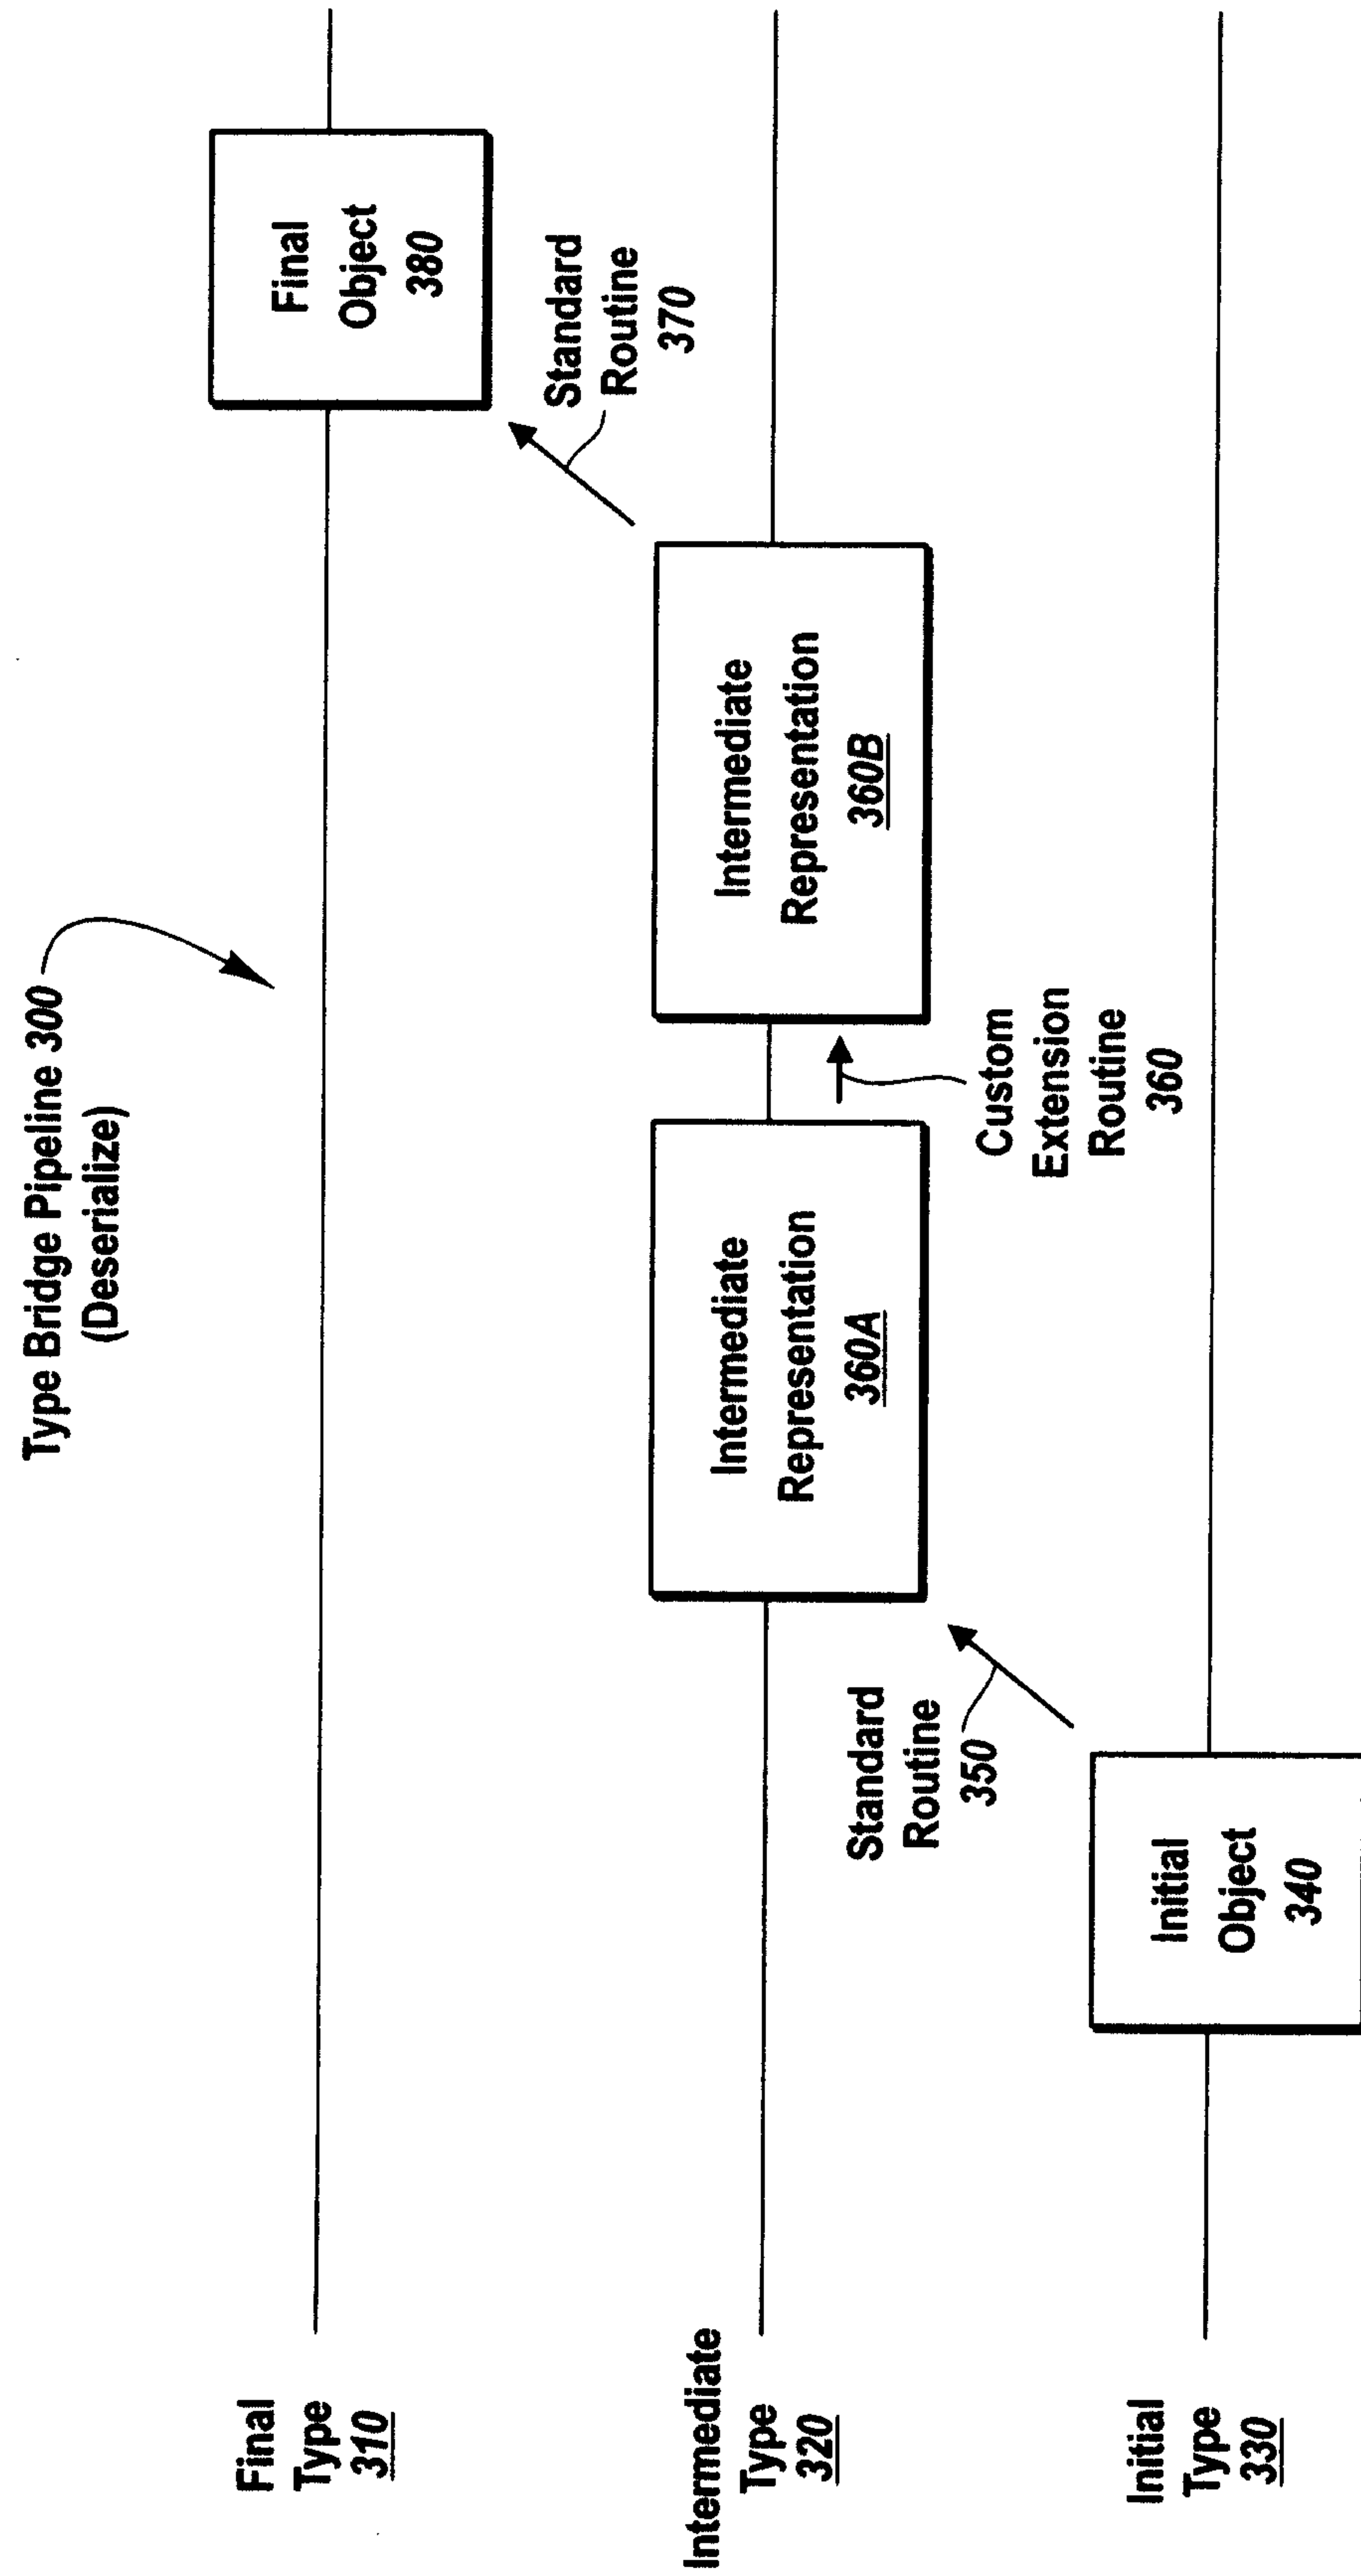 Type Bridge Pipeline 300
(Deserialize)
Final
Type
310
Final
Object
380
Standard
Routine
370
Intermediate
Type
320
Intermediate
Representation
360A
Intermediate
Representation
360B
Custom
Extension
Routine
360
Standard
Routine
350
Initial
Type
330
Initial
Object
340